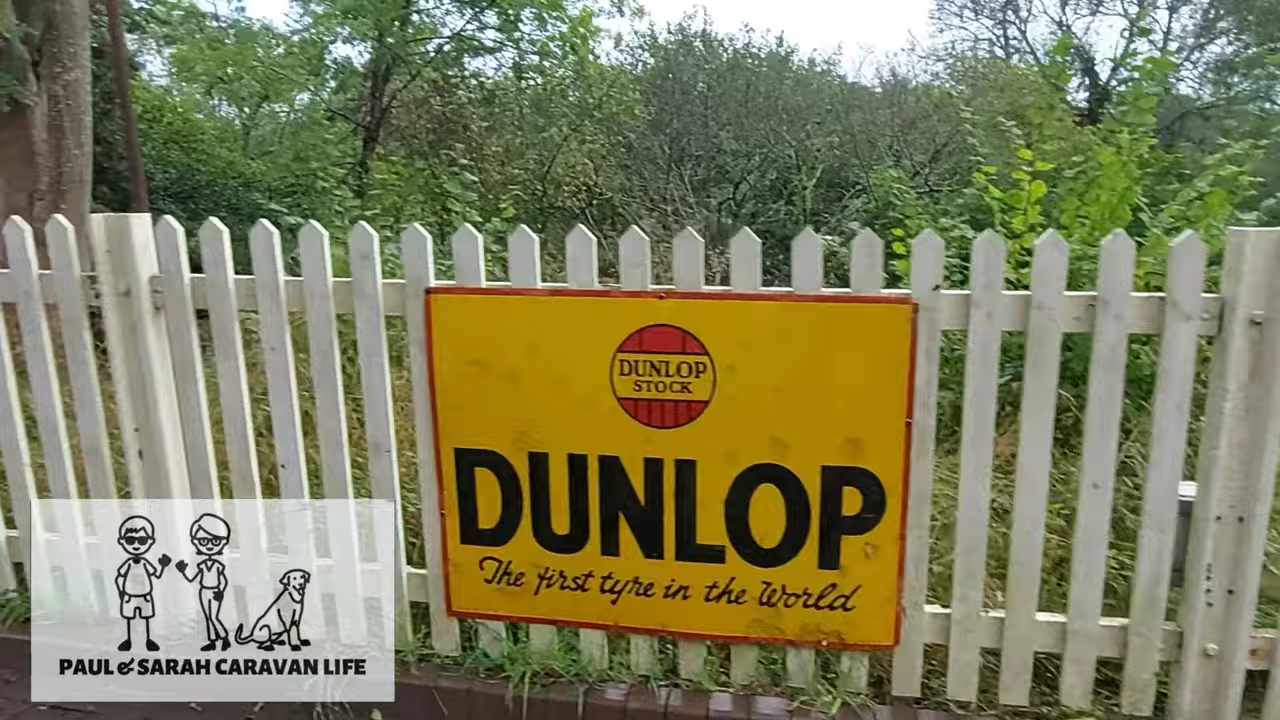 DUNLOP
STOCK
DUNLOP
The first tyre in the World
PAUL & SARAH CARAVAN LIFE